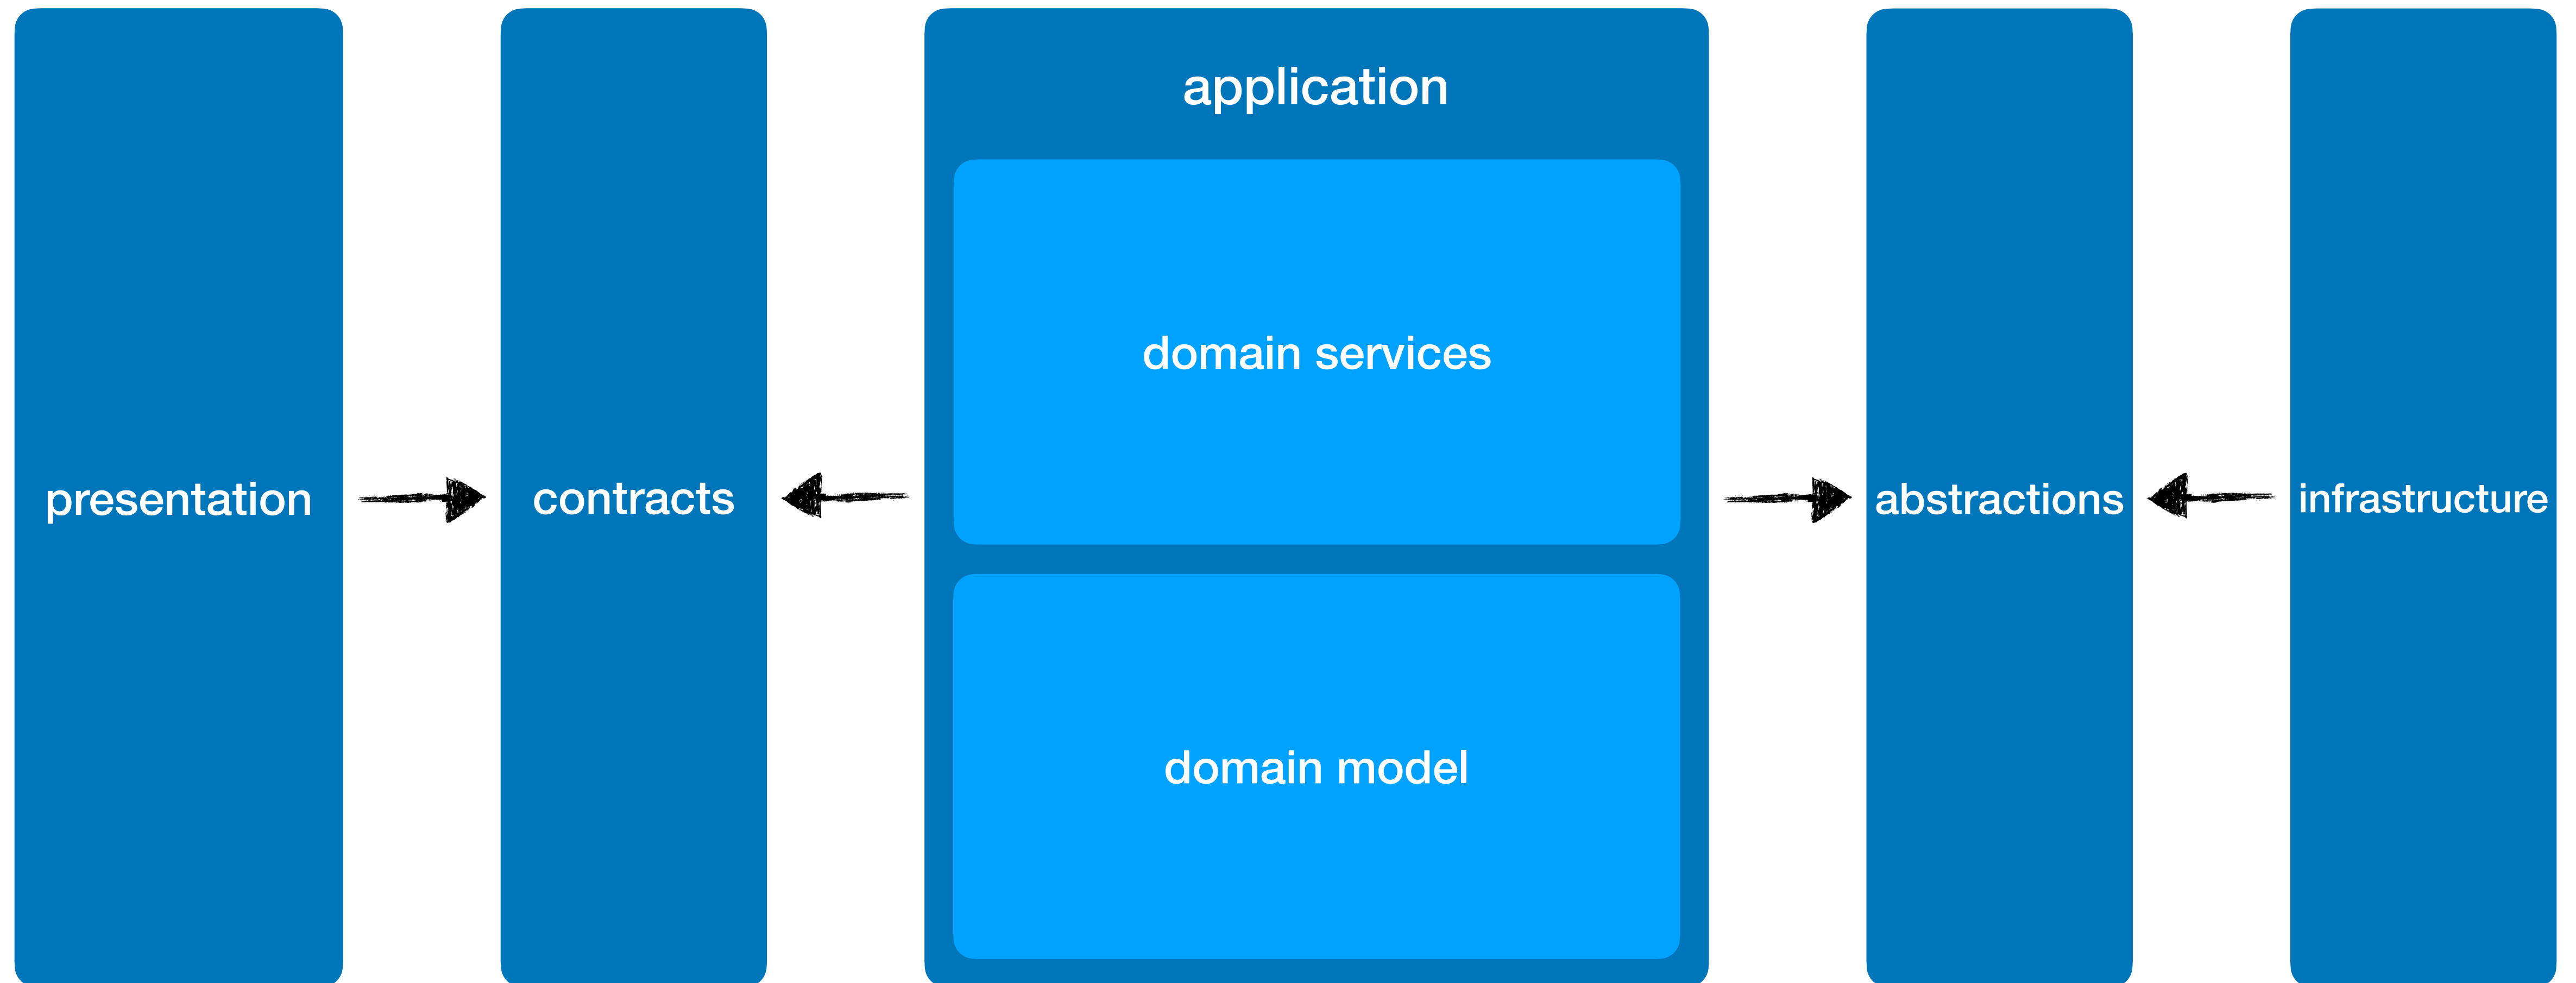 application
domain services
presentation
contracts
abstractions
infrastructure
domain model